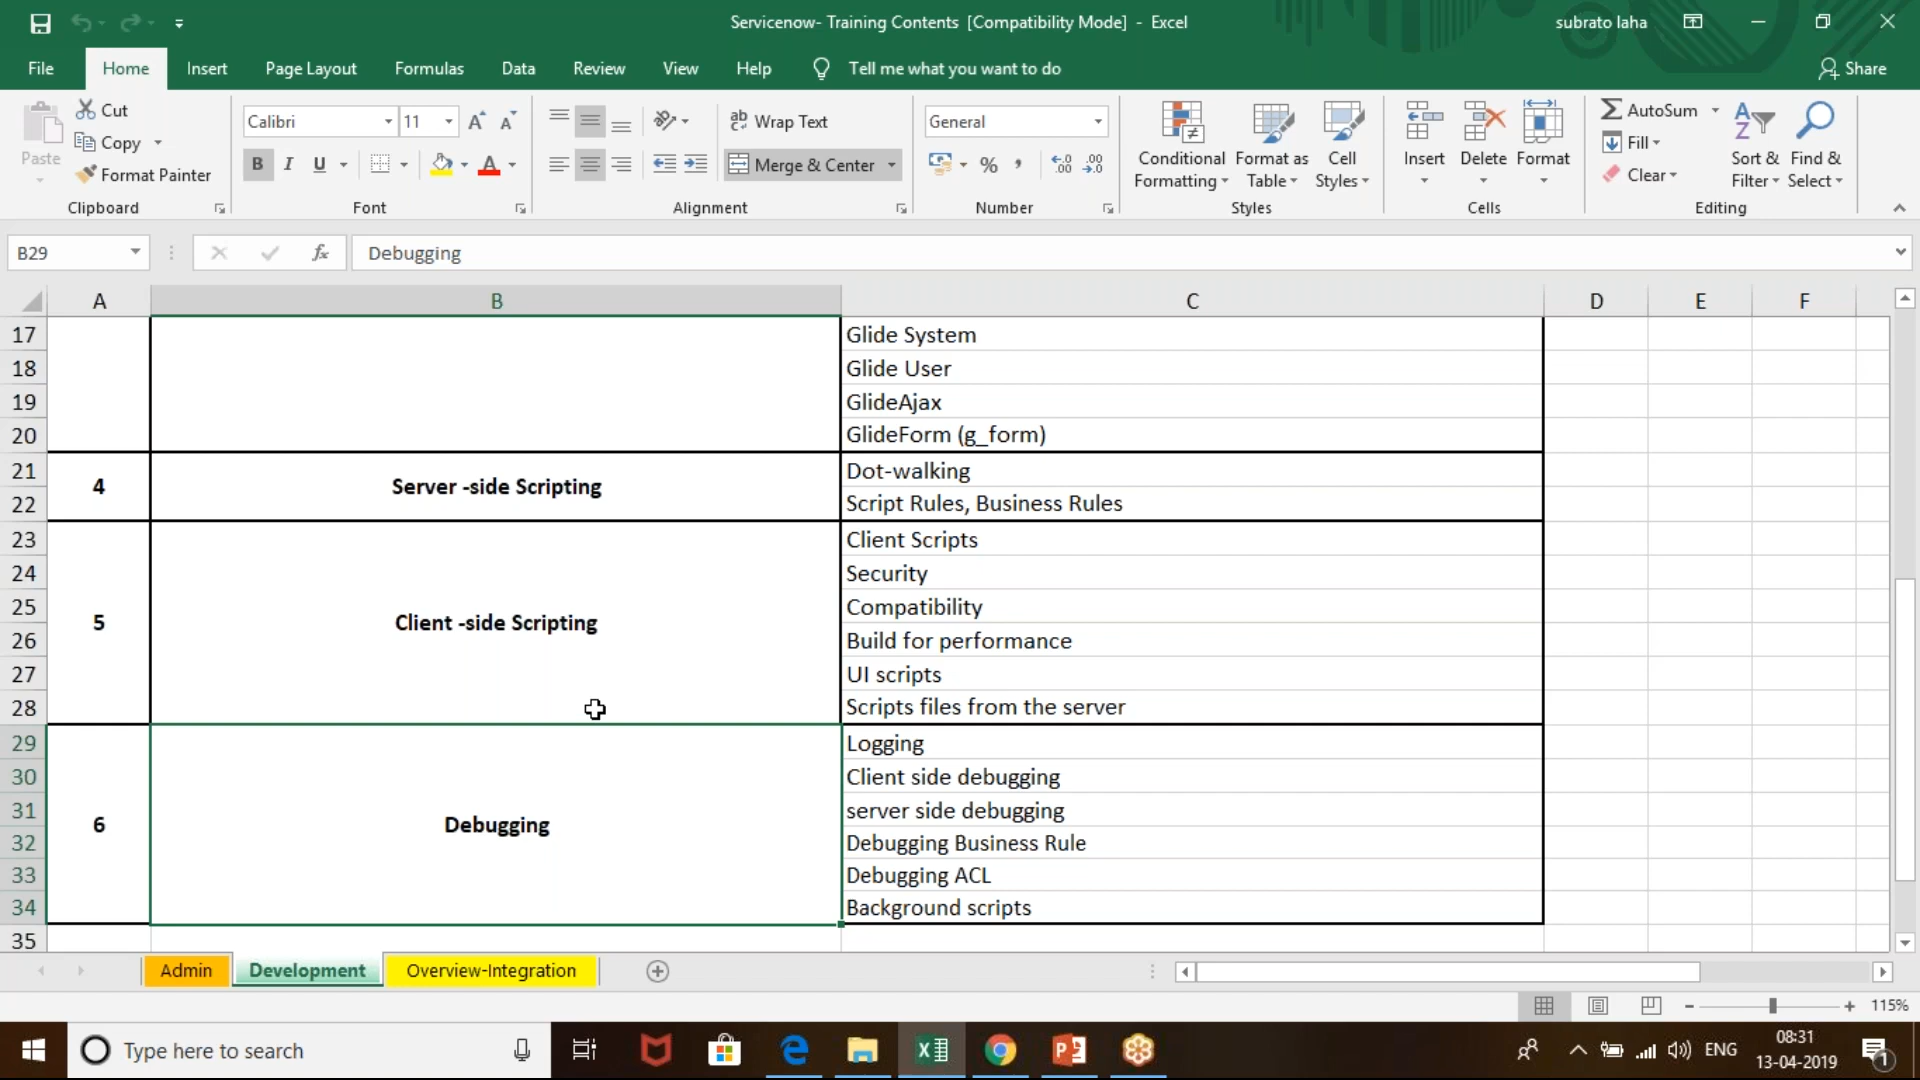 Servicenow- Training Contents [Compatibility Mode] - Excel
subrato laha
File Home Insert Page Layout Formulas Data Review View Help Tell me what you want to do Share
Paste
Cut
Copy
Format Painter
Clipboard
Calibri 11
B I U
Font
Wrap Text
Merge & Center
Alignment
General
Number
Conditional Formatting
Format as Table
Cell Styles
Styles
Insert Delete Format
Cells
AutoSum
Fill
Clear
Sort & Filter
Find & Select
Editing
B29 fx Debugging
A B C D E F
17 Glide System
18 Glide User
19 GlideAjax
20 GlideForm (g_form)
4 Server -side Scripting
21 Dot-walking
22 Script Rules, Business Rules
5 Client -side Scripting
23 Client Scripts
24 Security
25 Compatibility
26 Build for performance
27 UI scripts
28 Scripts files from the server
6 Debugging
29 Logging
30 Client side debugging
31 server side debugging
32 Debugging Business Rule
33 Debugging ACL
34 Background scripts
35
Admin Development Overview-Integration
115%
Type here to search
ENG
08:31
13-04-2019
1